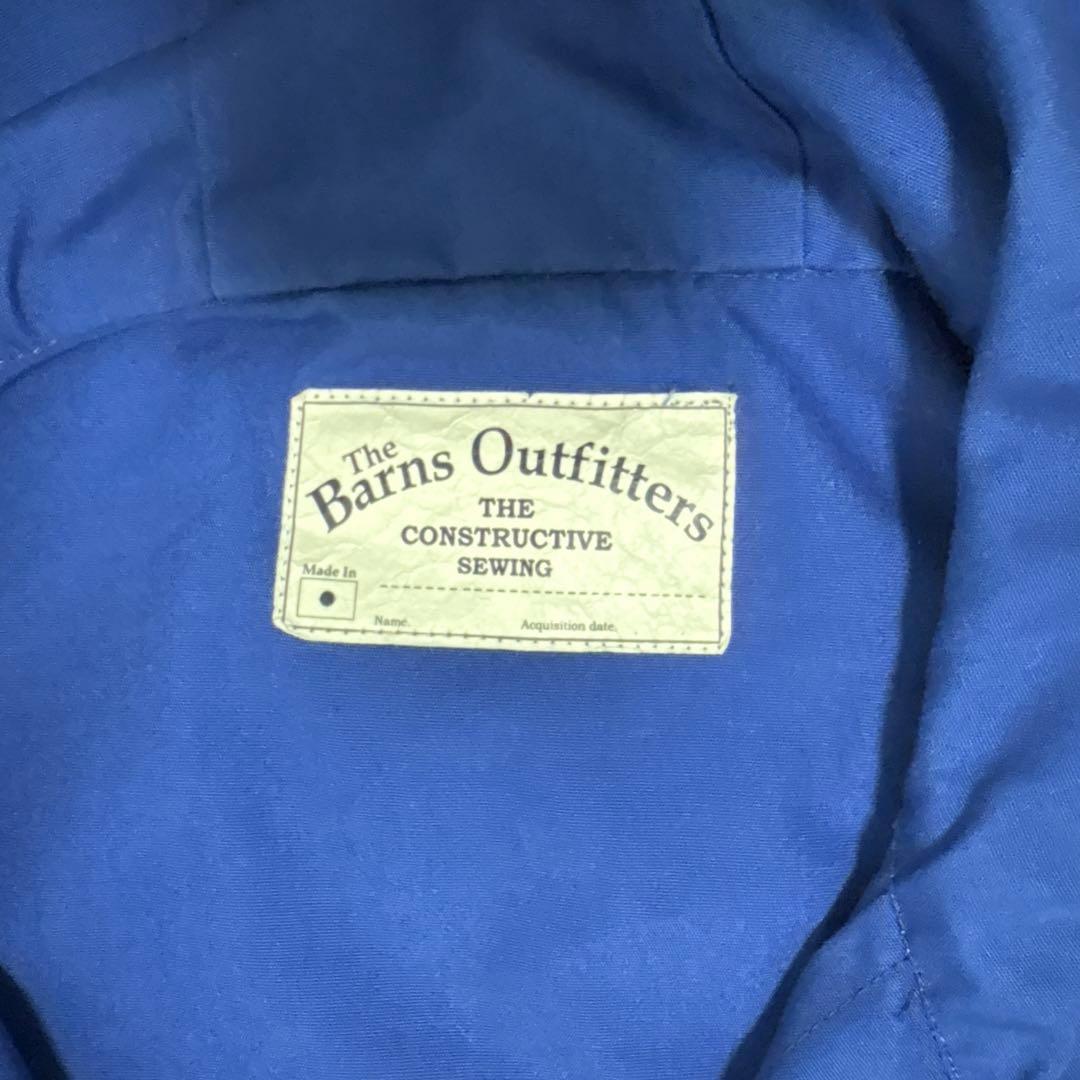 The
Barns Outfitters
THE
CONSTRUCTIVE
SEWING
Made In
Name.
Acquisition date.